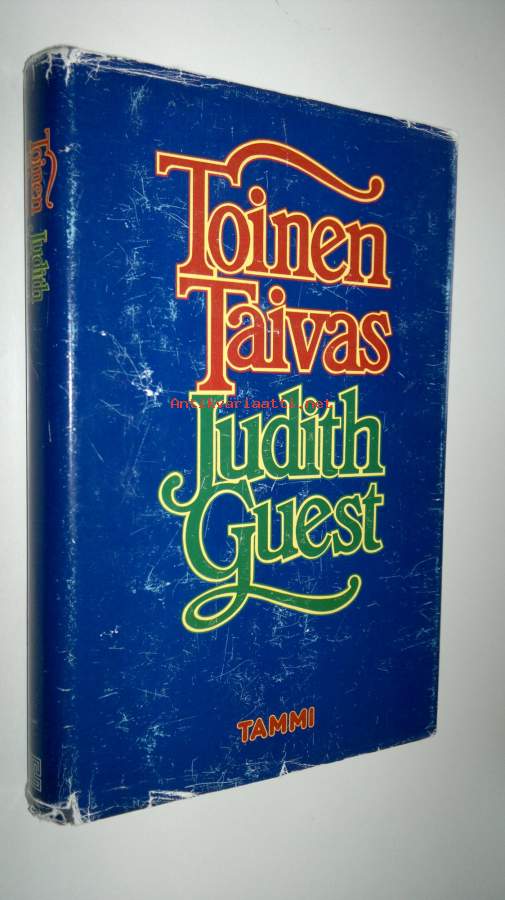 Toinen
Taivas
Judith
Guest
TAMMI
Toinen
Judith
Antikvariaatti.net